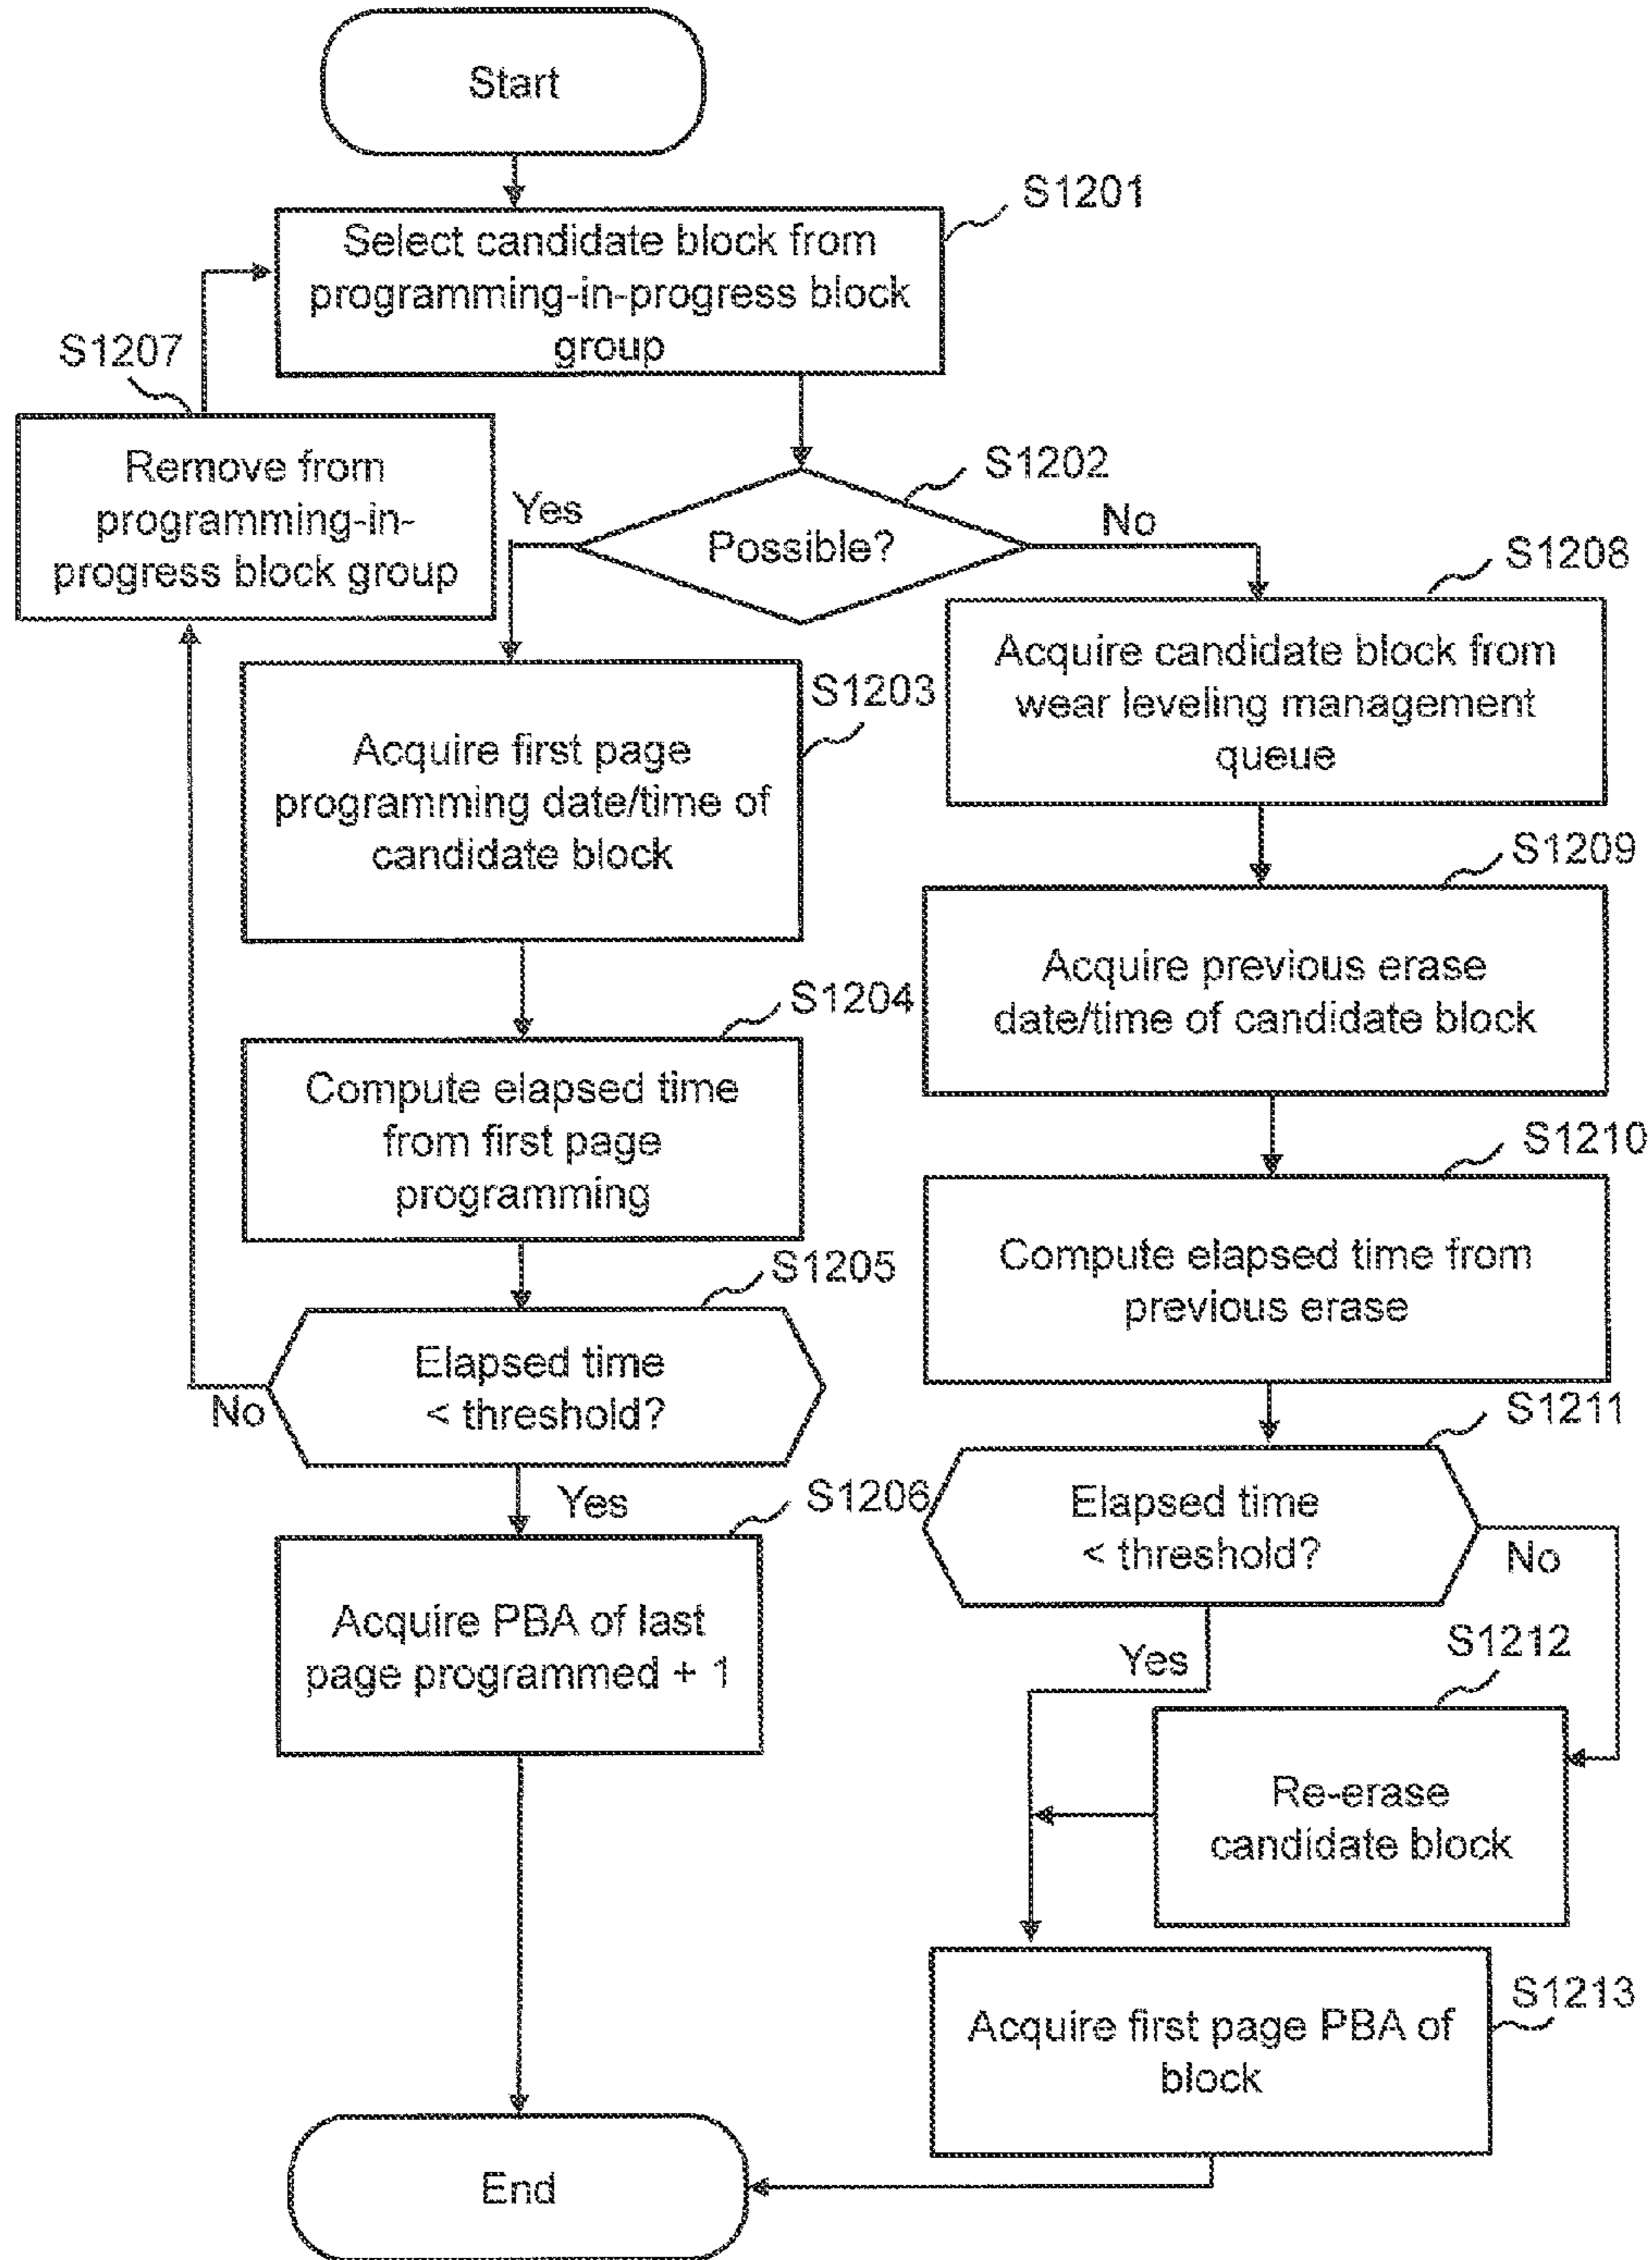 Start
S1201
Select candidate block from
programming-in-progress block
group
S1207
Remove from
programming-in-
progress block group
S1202
Yes
Possible?
No
S1208
Acquire candidate block from
wear leveling management
queue
S1203
Acquire first page
programming date/time of
candidate block
S1209
Acquire previous erase
date/time of candidate block
S1204
Compute elapsed time
from first page
programming
S1210
Compute elapsed time from
previous erase
S1205
Elapsed time
< threshold?
No
Yes
S1206
Acquire PBA of last
page programmed + 1
S1211
Elapsed time
< threshold?
No
Yes
S1212
Re-erase
candidate block
S1213
Acquire first page PBA of
block
End